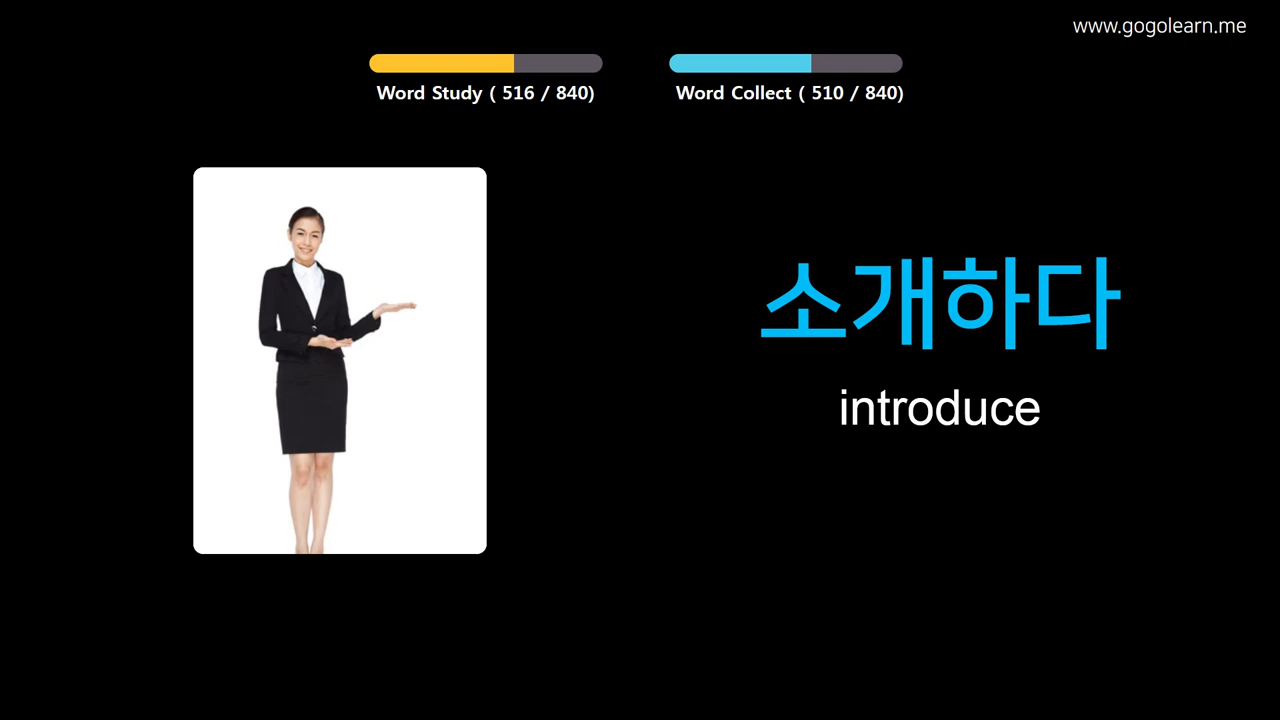 www.gogolearn.me
Word Study ( 516 / 840)
Word Collect ( 510 / 840)
소개하다
introduce